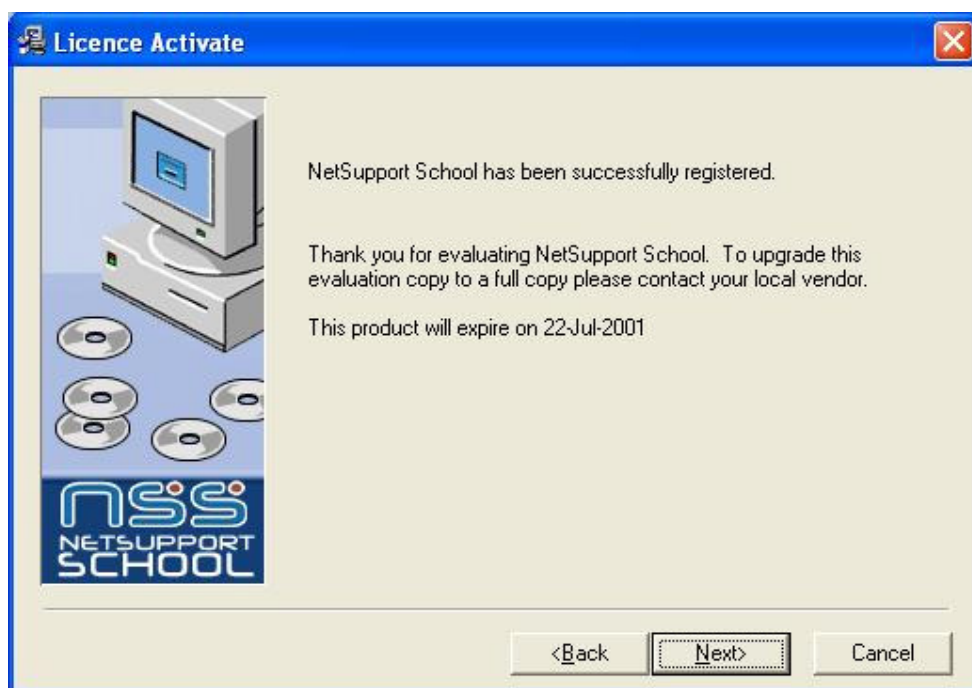 Licence Activate
NetSupport School has been successfully registered.
Thank you for evaluating NetSupport School. To upgrade this
evaluation copy to a full copy please contact your local vendor.
This product will expire on 22-Jul-2001
nss
NETSUPPORT
SCHOOL
<Back
Next>
Cancel